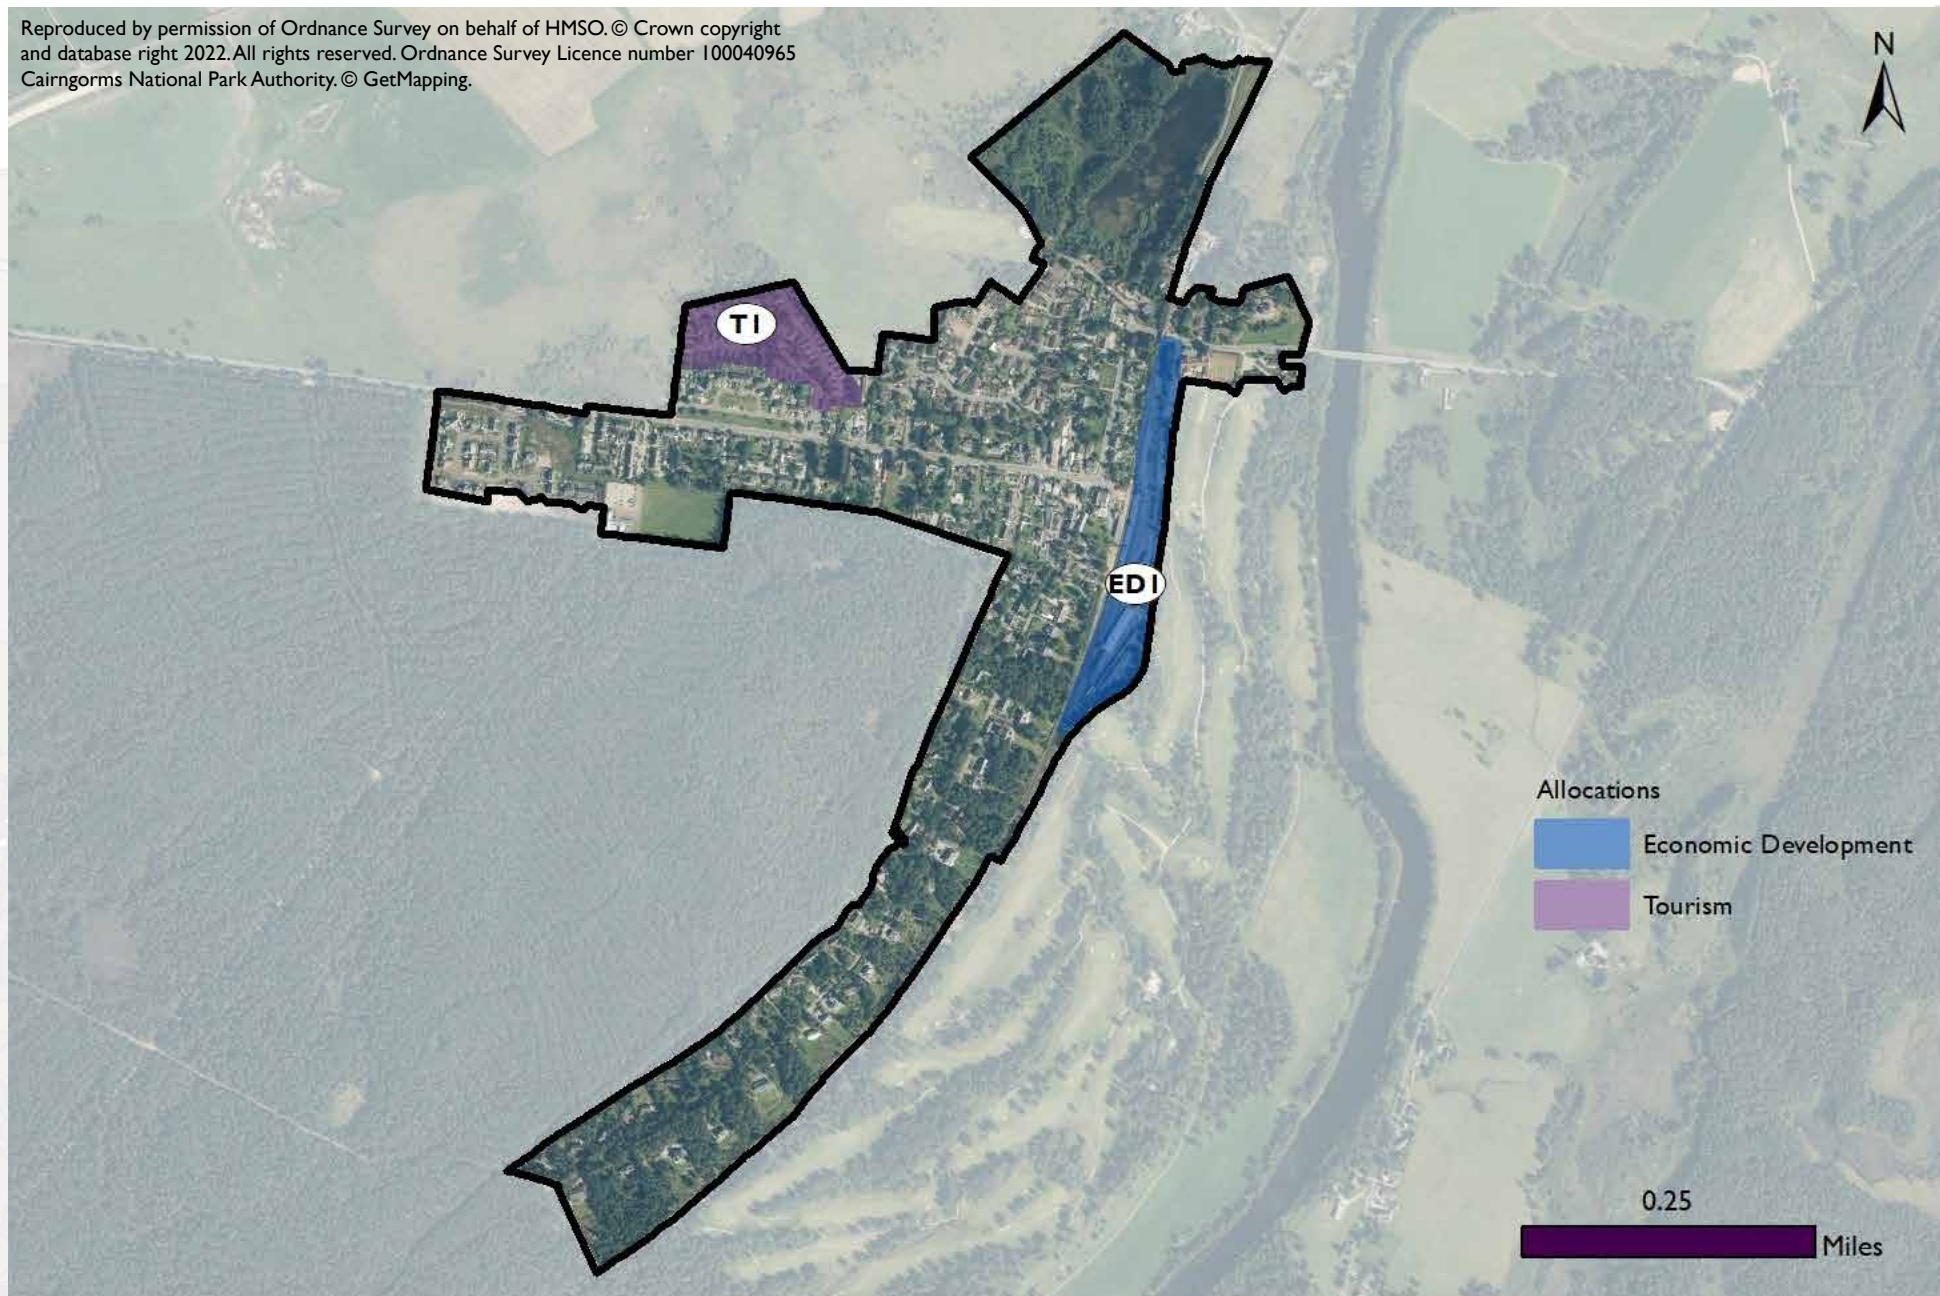 Reproduced by permission of Ordnance Survey on behalf of HMSO. © Crown copyright
and database right 2022. All rights reserved. Ordnance Survey Licence number 100040965
Cairngorms National Park Authority. © GetMapping.
N
T1
ED1
Allocations
Economic Development
Tourism
0.25
Miles